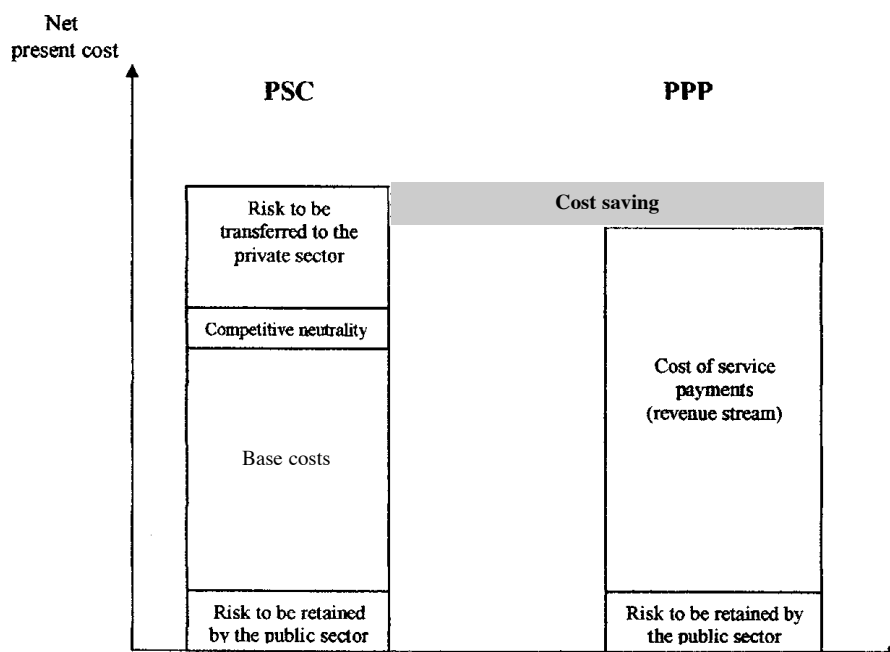 Net
present cost
PSC
PPP
Cost saving
Risk to be
transferred to the
private sector
Competitive neutrality
Cost of service
payments
(revenue stream)
Base costs
Risk to be retained
by the public sector
Risk to be retained by
the public sector